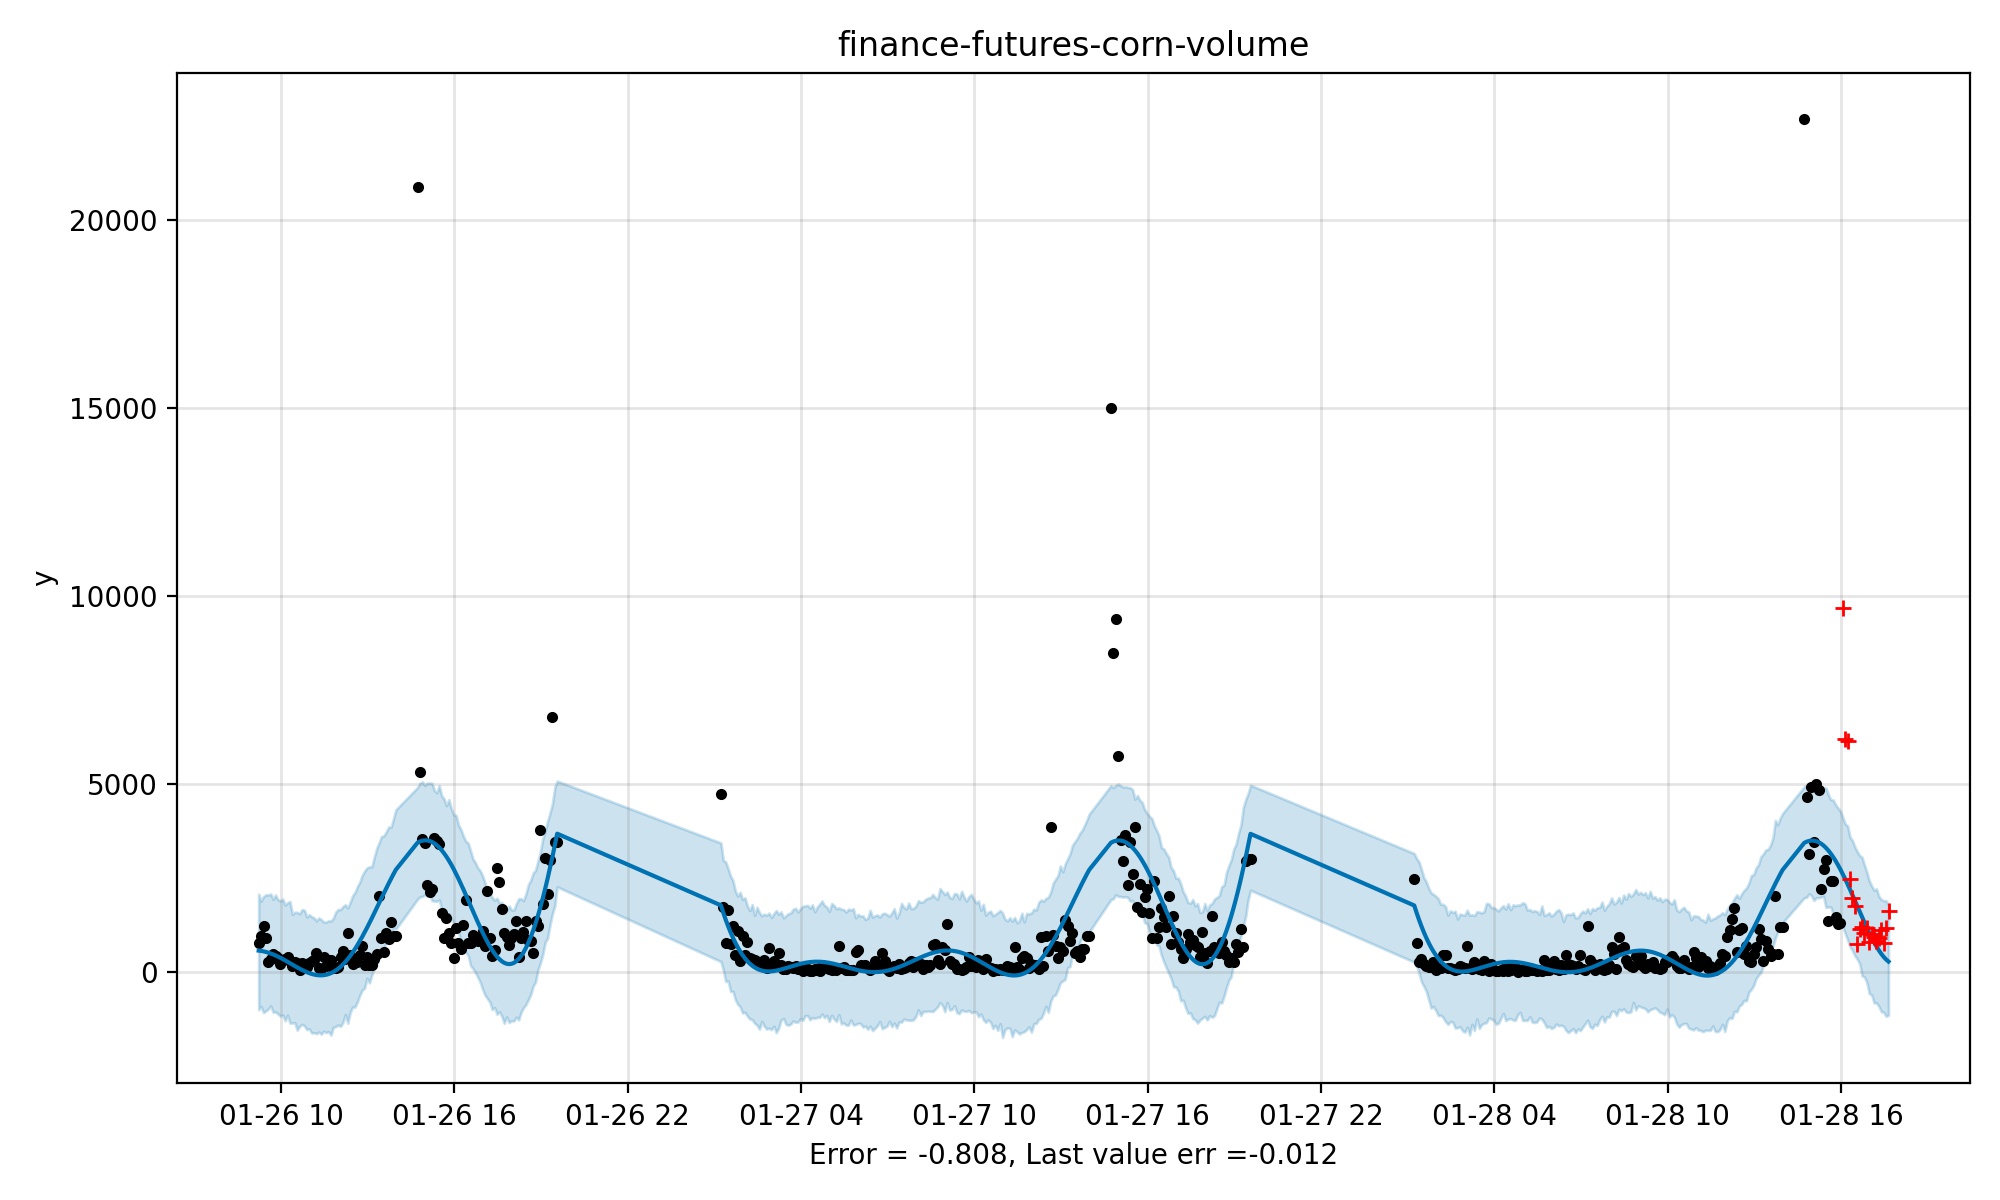 finance-futures-corn-volume
y
20000
15000
10000
5000
0
01-26 10 01-26 16 01-26 22 01-27 04 01-27 10 01-27 16 01-27 22 01-28 04 01-28 10 01-28 16
Error = -0.808, Last value err =-0.012